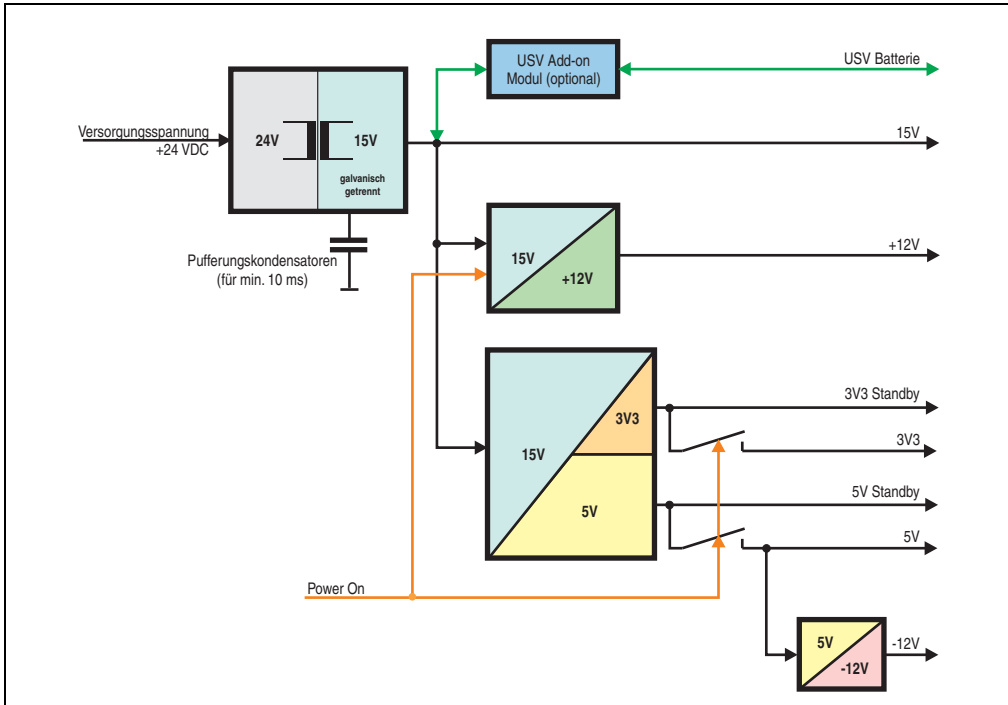 USV Add-on
Modul (optional)
USV Batterie
Versorgungsspannung
+24 VDC
24V
15V
galvanisch
getrennt
15V
Pufferungskondensatoren
(für min. 10 ms)
15V
+12V
+12V
15V
3V3
5V
3V3 Standby
3V3
5V Standby
5V
Power On
5V
-12V
-12V